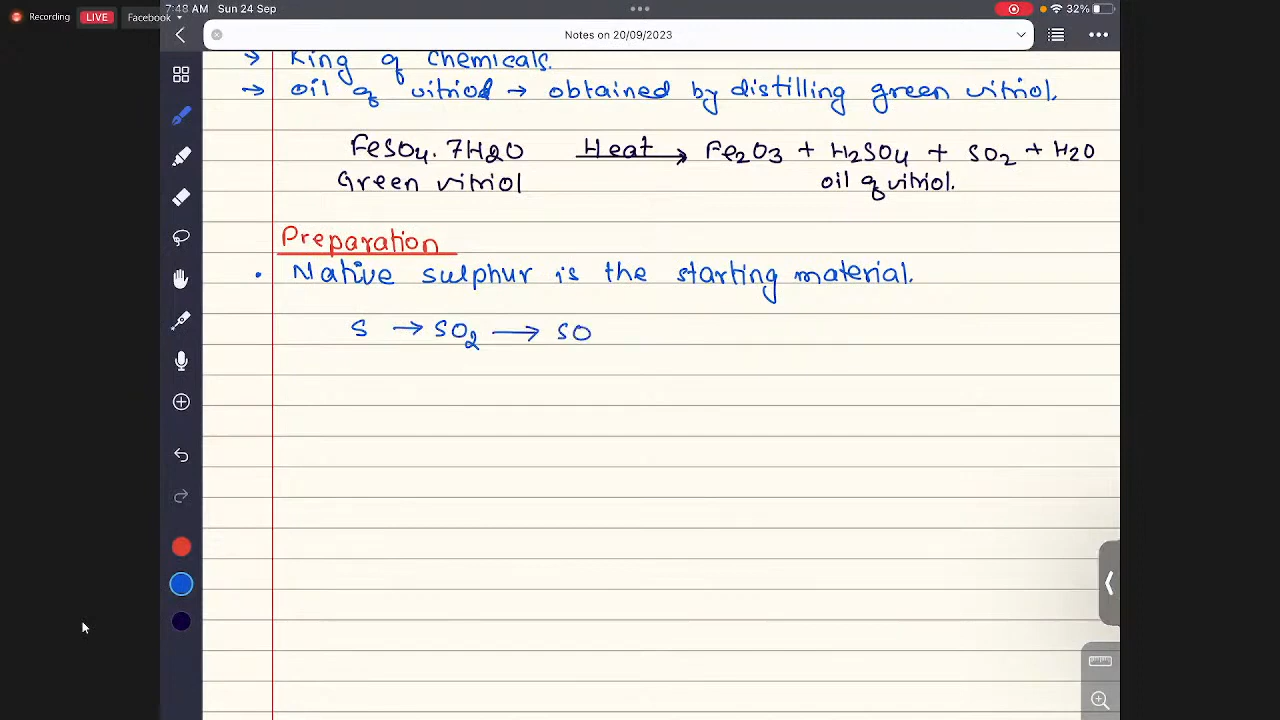 Recording LIVE Facebook
7:48 AM Sun 24 Sep 32%
Notes on 20/09/2023
→ King of chemicals.
→ oil of vitriol → obtained by distilling green vitriol.
FeSO4. 7H2O Heat→ Fe2O3 + H2SO4 + SO2 + H2O
Green vitriol oil of vitriol.
Preparation
• Native sulphur is the starting material.
S → SO2 → SO